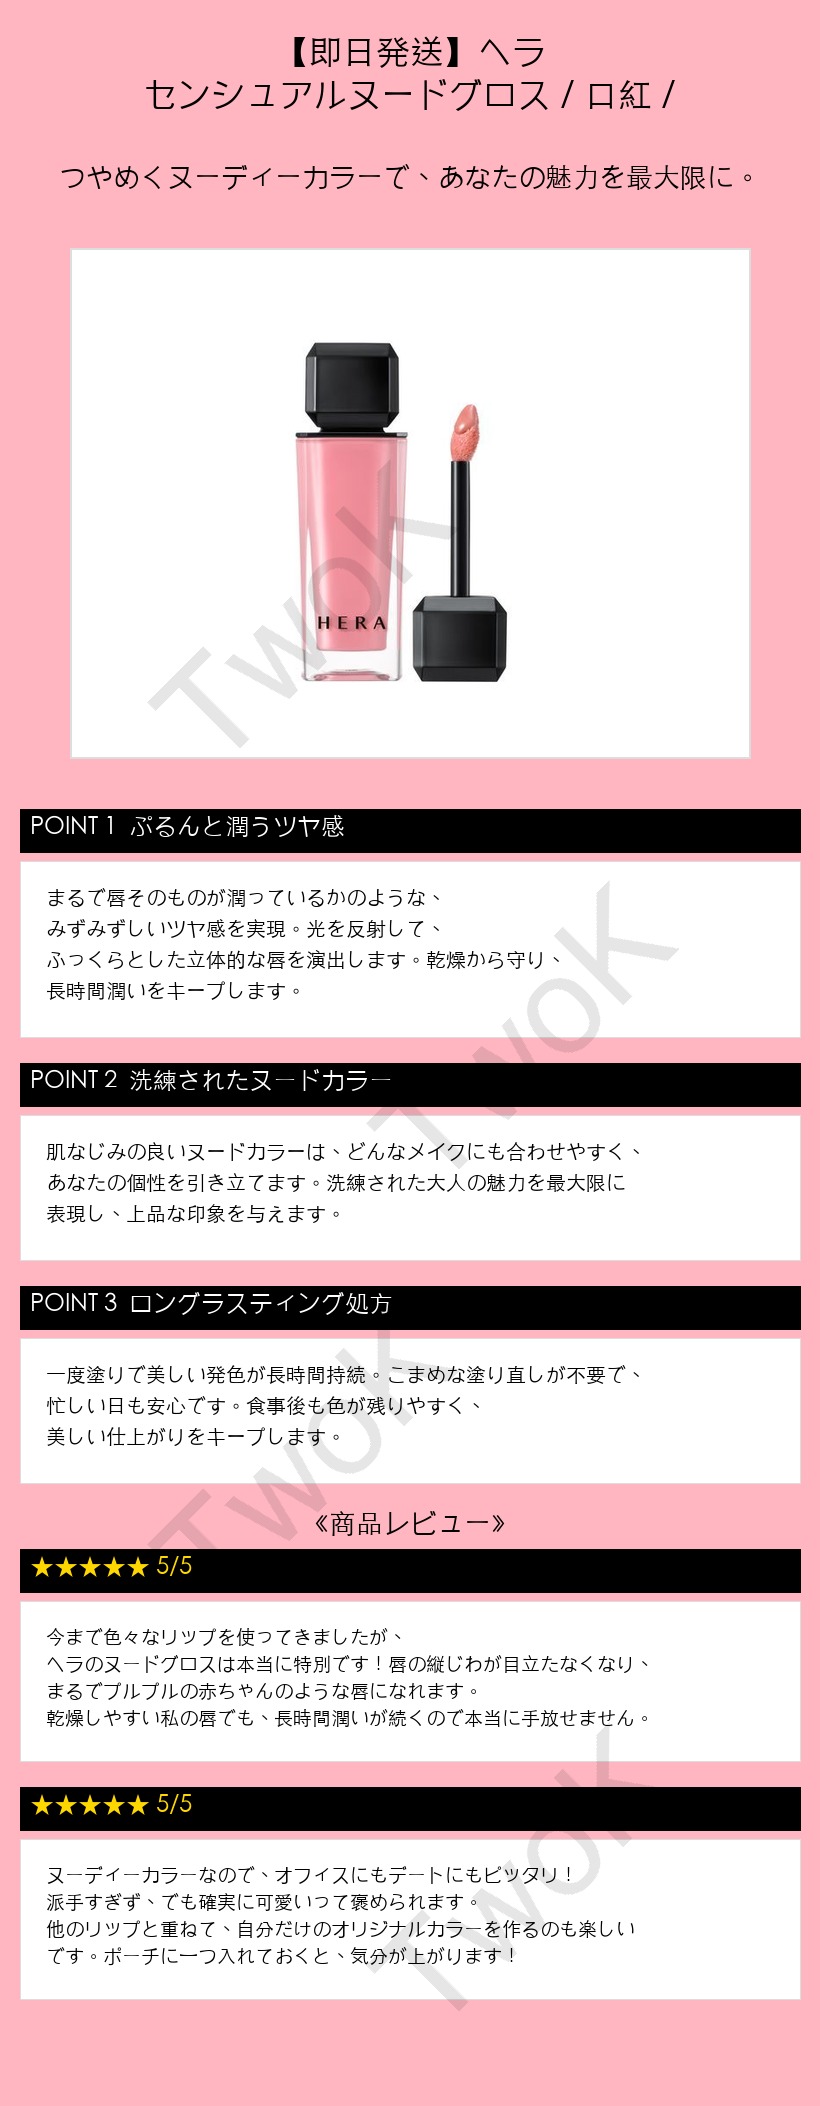 【即日発送】ヘラ
センシュアルヌードグロス / 口紅 /
つやめくヌーディーカラーで、あなたの魅力を最大限に。
HERA
TwoK
POINT 1 ぷるんと潤うツヤ感
まるで唇そのものが潤っているかのような、
みずみずしいツヤ感を実現。光を反射して、
ふっくらとした立体的な唇を演出します。乾燥から守り、
長時間潤いをキープします。
TwoK
POINT 2 洗練されたヌードカラー
肌なじみの良いヌードカラーは、どんなメイクにも合わせやすく、
あなたの個性を引き立てます。洗練された大人の魅力を最大限に
表現し、上品な印象を与えます。
POINT 3 ロングラスティング処方
一度塗りで美しい発色が長時間持続。こまめな塗り直しが不要で、
忙しい日も安心です。食事後も色が残りやすく、
美しい仕上がりをキープします。
TwoK
《商品レビュー》
★★★★★ 5/5
今まで色々なリップを使ってきましたが、
ヘラのヌードグロスは本当に特別です！唇の縦じわが目立たなくなり、
まるでプルプルの赤ちゃんのような唇になれます。
乾燥しやすい私の唇でも、長時間潤いが続くので本当に手放せません。
★★★★★ 5/5
ヌーディーカラーなので、オフィスにもデートにもピッタリ！
派手すぎず、でも確実に可愛いって褒められます。
他のリップと重ねて、自分だけのオリジナルカラーを作るのも楽しい
です。ポーチに一つ入れておくと、気分が上がります！
TwoK